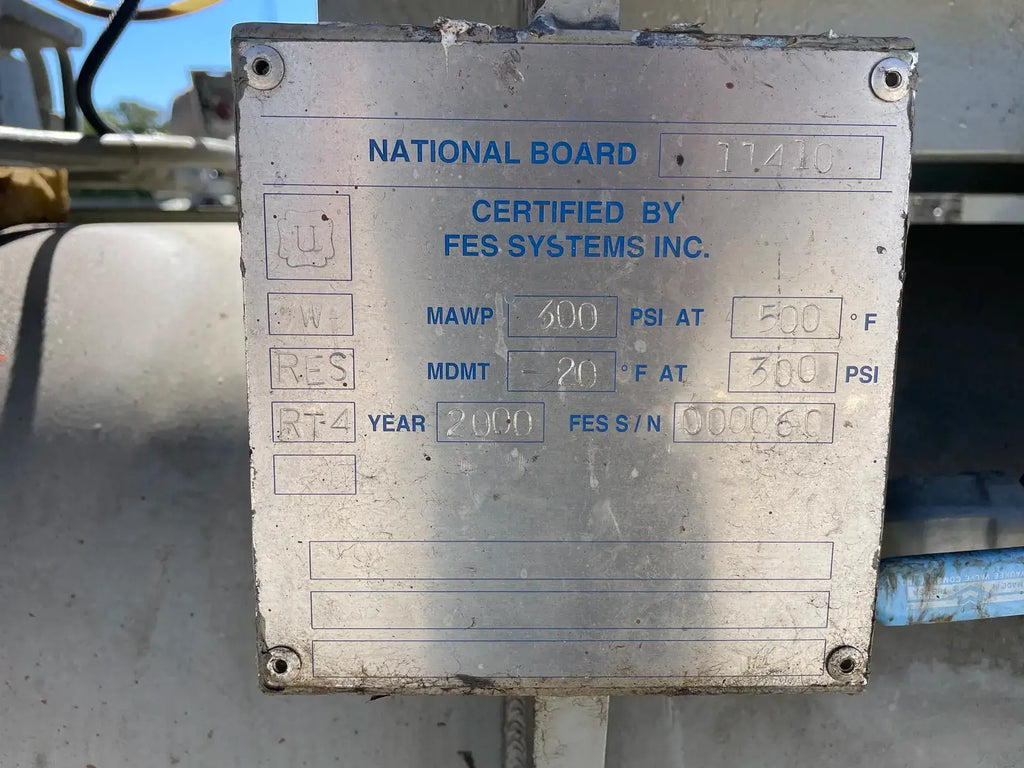 NATIONAL BOARD 11410
CERTIFIED BY
FES SYSTEMS INC.
U
W
MAWP 300 PSI AT 500 °F
RES
MDMT -20 °F AT 300 PSI
RT-4 YEAR 2000 FES S/N 000060